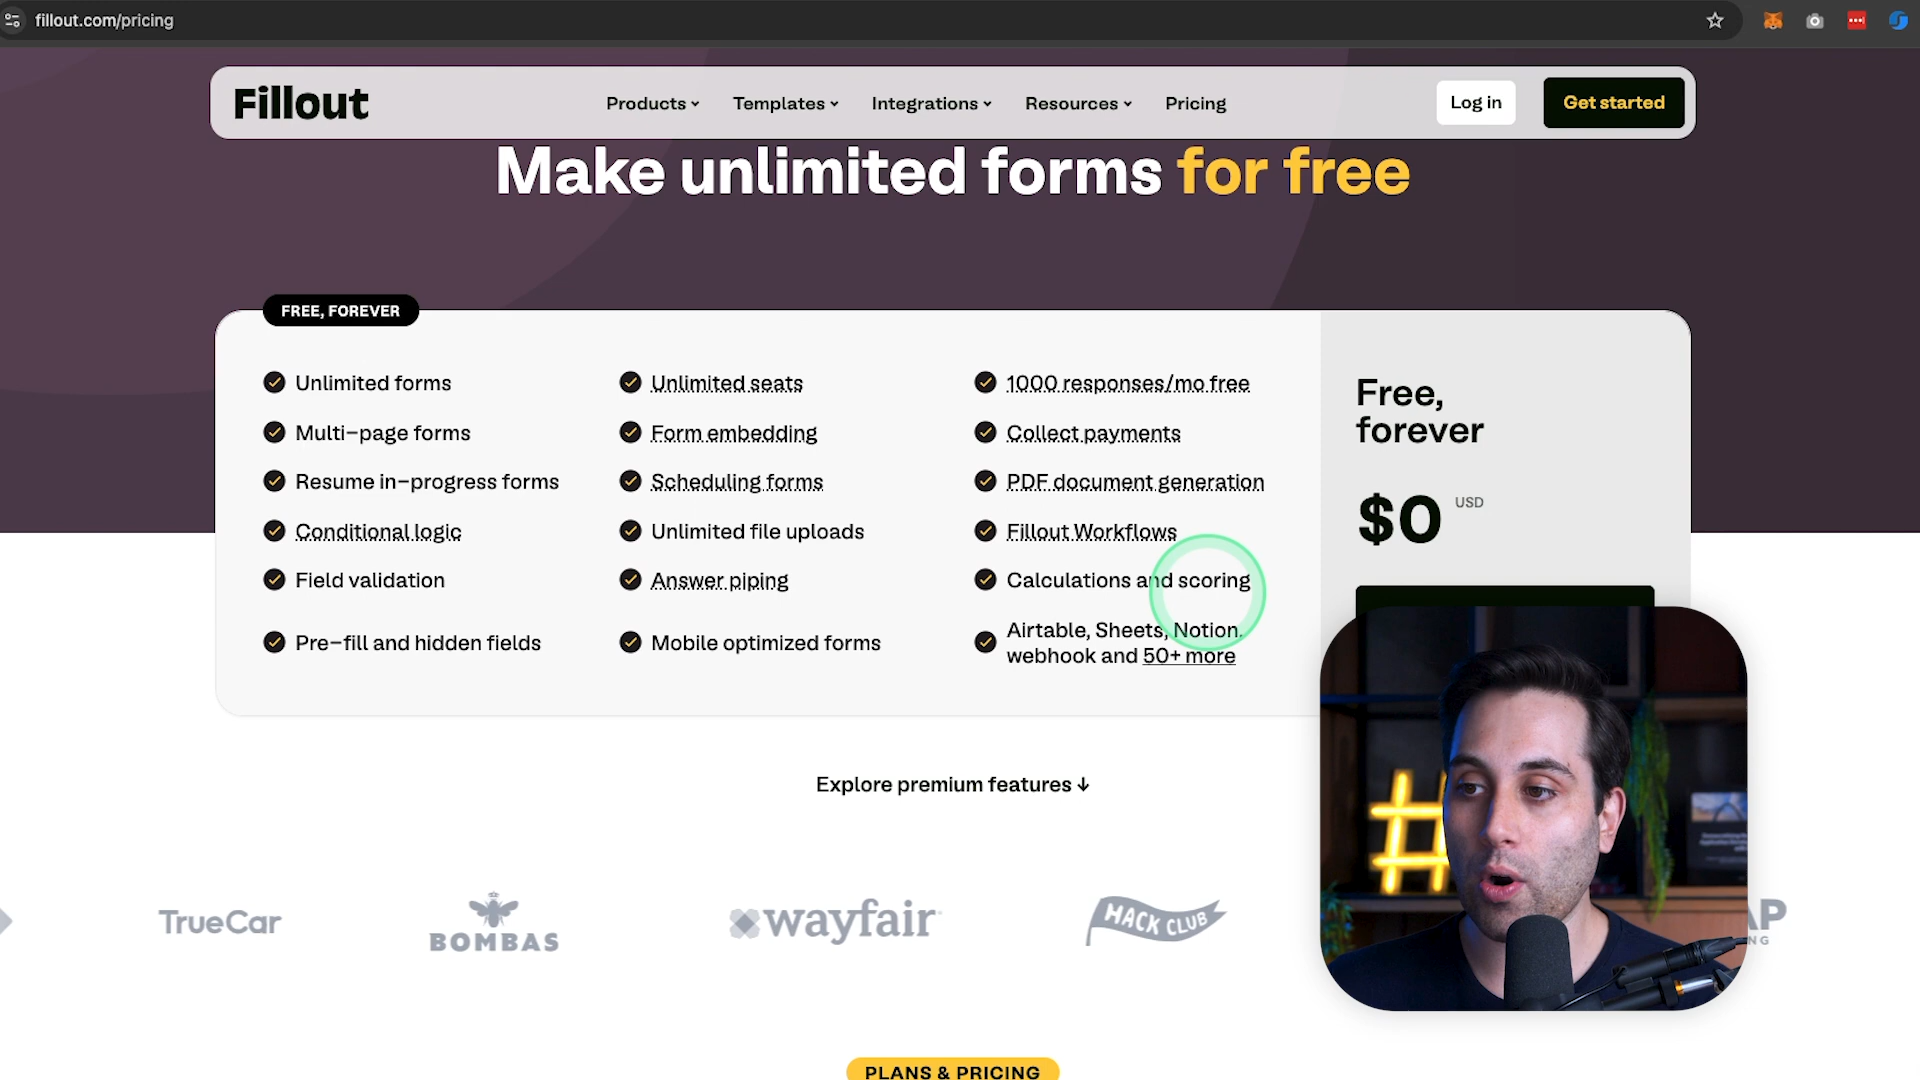 fillout.com/pricing
Fillout
Products
Templates
Integrations
Resources
Pricing
Log in
Get started
Make unlimited forms for free
FREE, FOREVER
Unlimited forms
Multi-page forms
Resume in-progress forms
Conditional logic
Field validation
Pre-fill and hidden fields
Unlimited seats
Form embedding
Scheduling forms
Unlimited file uploads
Answer piping
Mobile optimized forms
1000 responses/mo free
Collect payments
PDF document generation
Fillout Workflows
Calculations and scoring
Airtable, Sheets, Notion,
webhook and 50+ more
Free,
forever
$0 USD
Explore premium features ↓
TrueCar
BOMBAS
wayfair
HACK CLUB
PLANS & PRICING